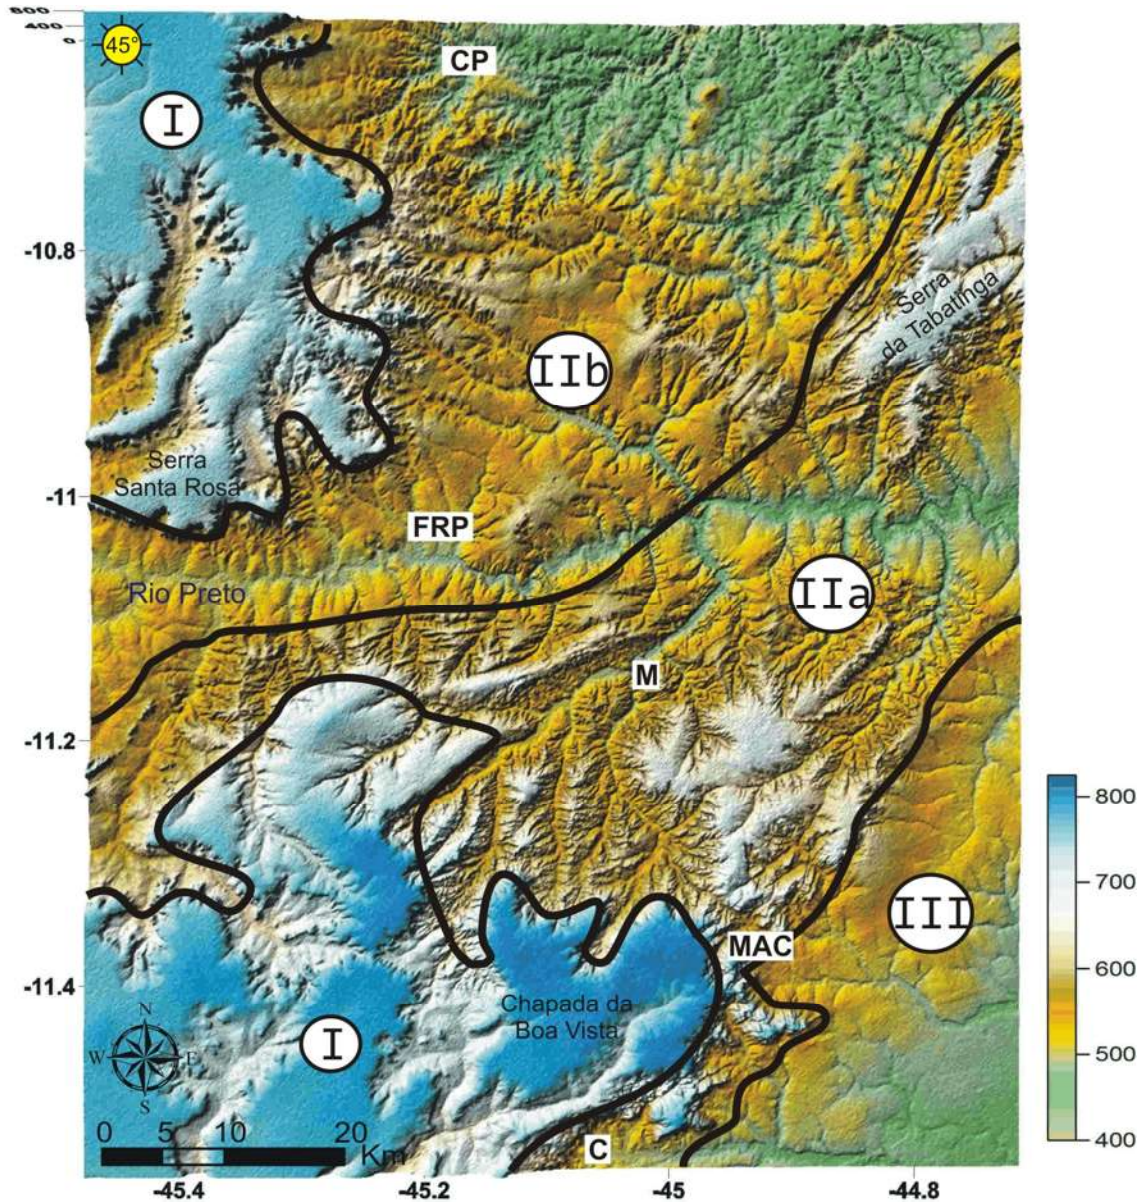 800
400
0
45°
CP
I
-10.8
Serra
da Tabatinga
IIb
Serra
Santa Rosa
-11
FRP
Rio Preto
IIa
M
-11.2
800
700
III
MAC
600
-11.4
Chapada da
Boa Vista
I
N
W E
S
500
0 5 10 20
Km
C
400
-45.4 -45.2 -45 -44.8